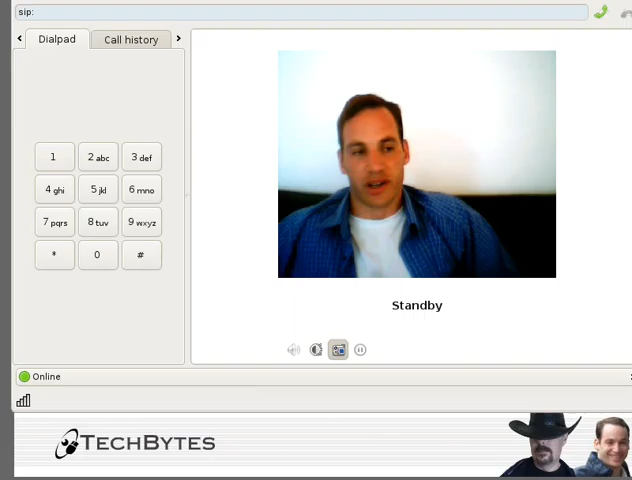 sip:
Dialpad
Call history
1
2 abc
3 def
4 ghi
5 jkl
6 mno
7 pqrs
8 tuv
9 wxyz
*
0
#
Standby
Online
TECHBYTES